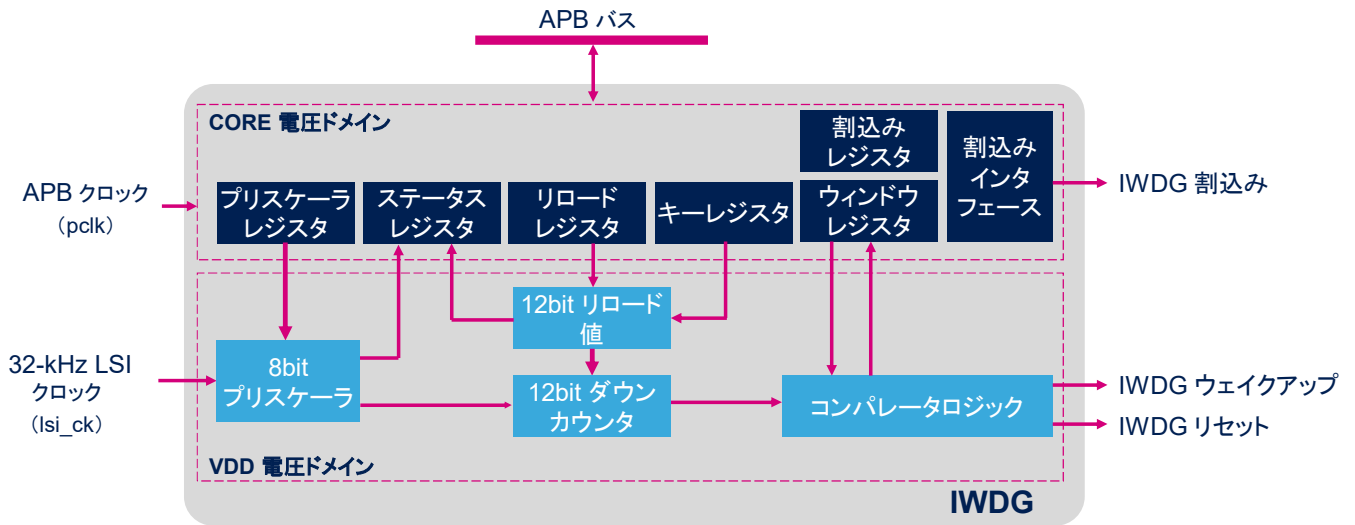 APB バス
CORE 電圧ドメイン
割込み
レジスタ
割込み
インタ
フェース
APB クロック
(pclk)
プリスケーラ
レジスタ
ステータス
レジスタ
リロード
レジスタ
キーレジスタ
ウィンドウ
レジスタ
IWDG 割込み
12bit リロード
値
32-kHz LSI
クロック
(lsi_ck)
8bit
プリスケーラ
12bit ダウン
カウンタ
コンパレータロジック
IWDG ウェイクアップ
IWDG リセット
VDD 電圧ドメイン
IWDG